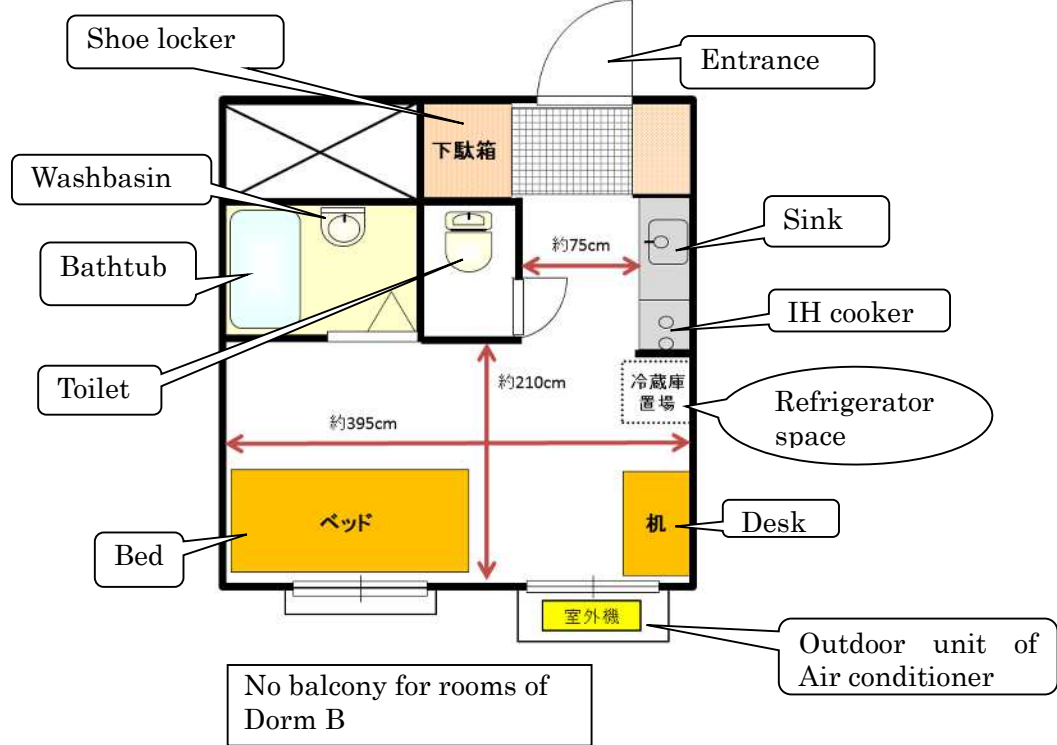 Shoe locker
Entrance
下駄箱
Washbasin
Sink
約75cm
Bathtub
IH cooker
Toilet
約210cm
冷蔵庫
置場
Refrigerator
space
約395cm
ベッド
机
Desk
Bed
室外機
Outdoor unit of
Air conditioner
No balcony for rooms of
Dorm B